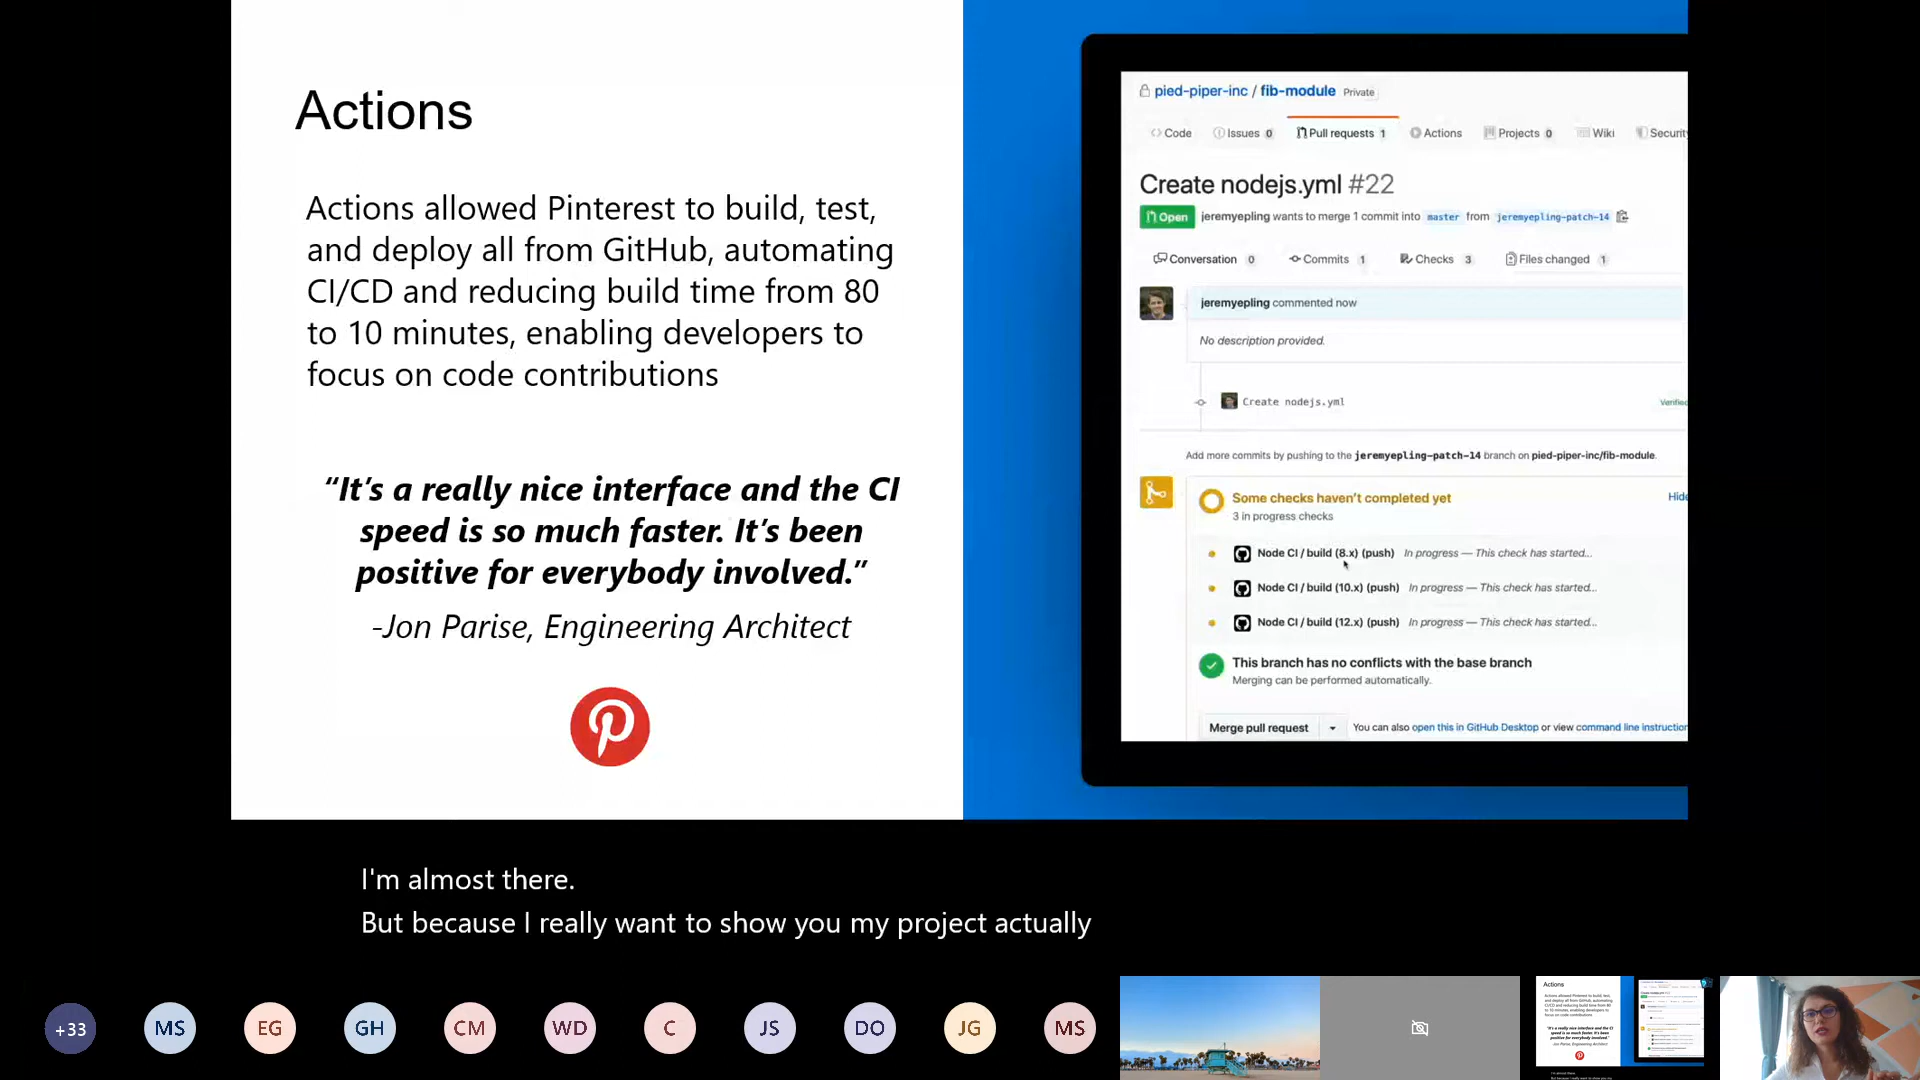 Actions
Actions allowed Pinterest to build, test,
and deploy all from GitHub, automating
CI/CD and reducing build time from 80
to 10 minutes, enabling developers to
focus on code contributions
“It’s a really nice interface and the CI
speed is so much faster. It’s been
positive for everybody involved.”
-Jon Parise, Engineering Architect
pied-piper-inc / fib-module Private
Code Issues 0 Pull requests 1 Actions Projects 0 Wiki Security
Create nodejs.yml #22
Open jeremyepling wants to merge 1 commit into master from jeremyepling-patch-14
Conversation 0 Commits 1 Checks 3 Files changed 1
jeremyepling commented now
No description provided.
Create nodejs.yml Verified
Add more commits by pushing to the jeremyepling-patch-14 branch on pied-piper-inc/fib-module.
Some checks haven’t completed yet Hide
3 in progress checks
Node CI / build (8.x) (push) In progress — This check has started...
Node CI / build (10.x) (push) In progress — This check has started...
Node CI / build (12.x) (push) In progress — This check has started...
This branch has no conflicts with the base branch
Merging can be performed automatically.
Merge pull request You can also open this in GitHub Desktop or view command line instruction
I'm almost there.
But because I really want to show you my project actually
+33 MS EG GH CM WD C JS DO JG MS